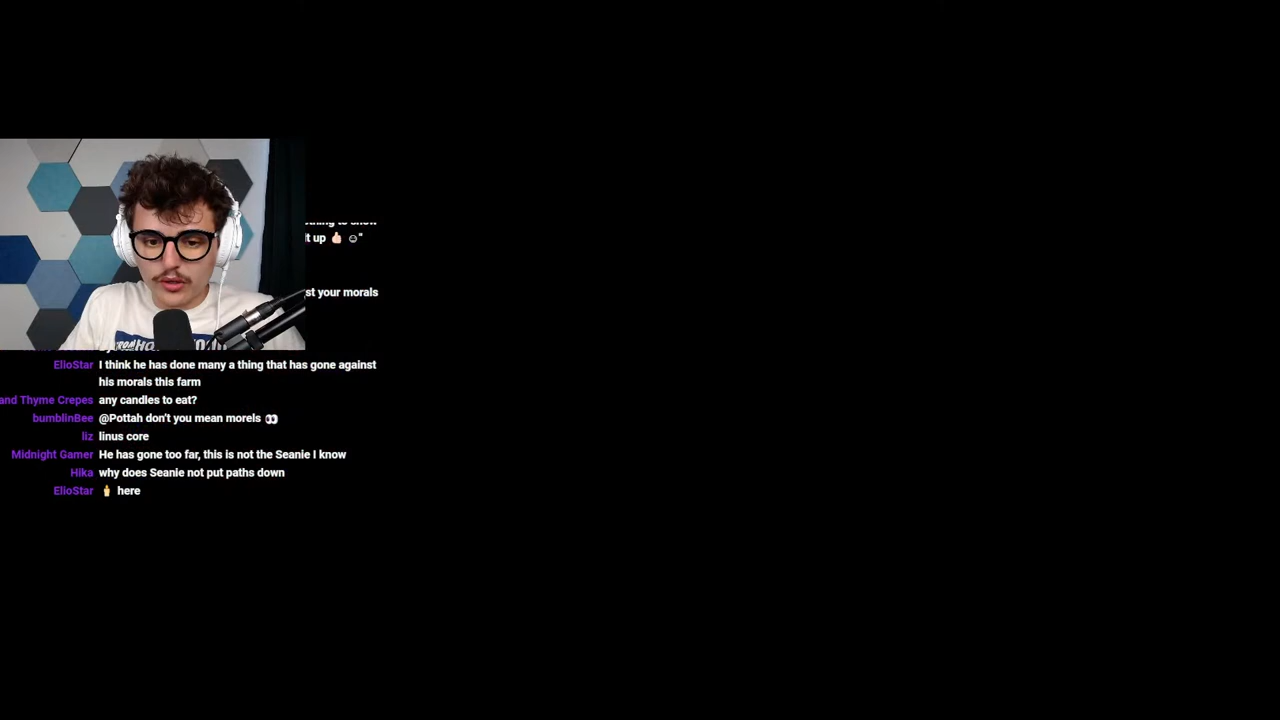 it up 👍🏻 ☺"
st your morals
ElioStar I think he has done many a thing that has gone against
his morals this farm
and Thyme Crepes any candles to eat?
bumblinBee @Pottah don't you mean morels 👀
liz linus core
Midnight Gamer He has gone too far, this is not the Seanie I know
Hika why does Seanie not put paths down
ElioStar 🕯️ here